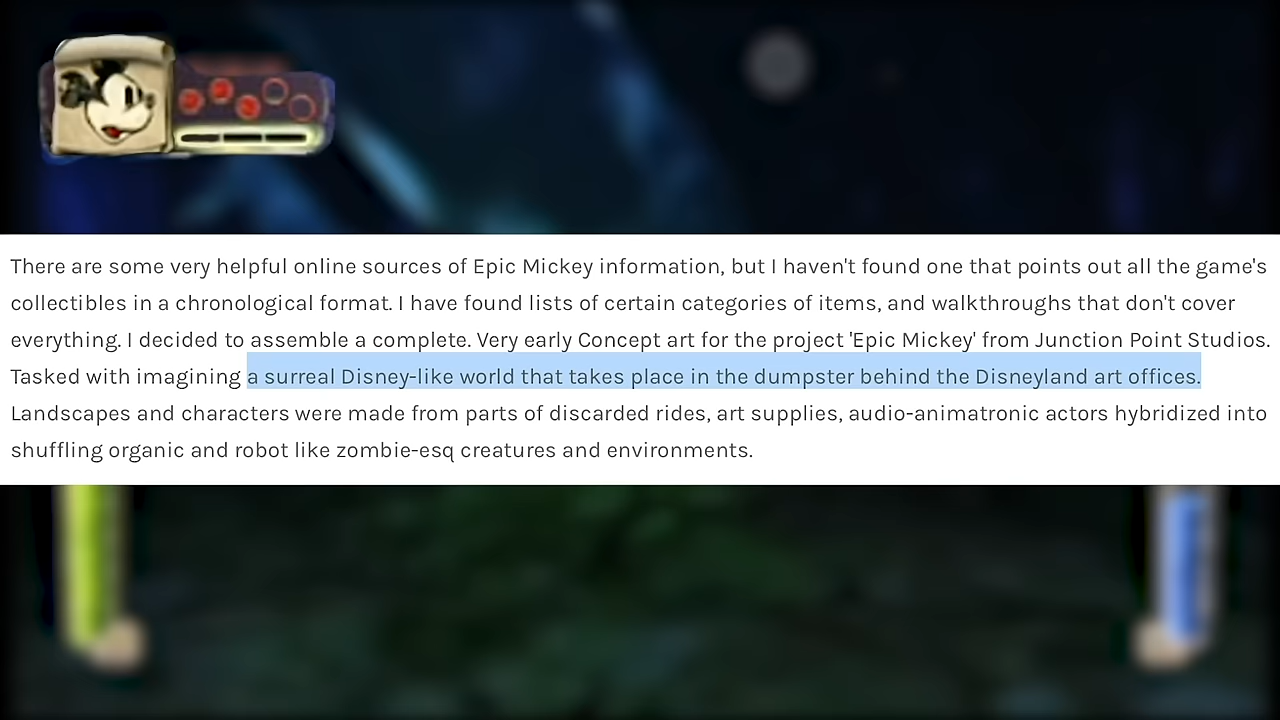 There are some very helpful online sources of Epic Mickey information, but I haven't found one that points out all the game's
collectibles in a chronological format. I have found lists of certain categories of items, and walkthroughs that don't cover
everything. I decided to assemble a complete. Very early Concept art for the project 'Epic Mickey' from Junction Point Studios.
Tasked with imagining a surreal Disney-like world that takes place in the dumpster behind the Disneyland art offices.
Landscapes and characters were made from parts of discarded rides, art supplies, audio-animatronic actors hybridized into
shuffling organic and robot like zombie-esq creatures and environments.